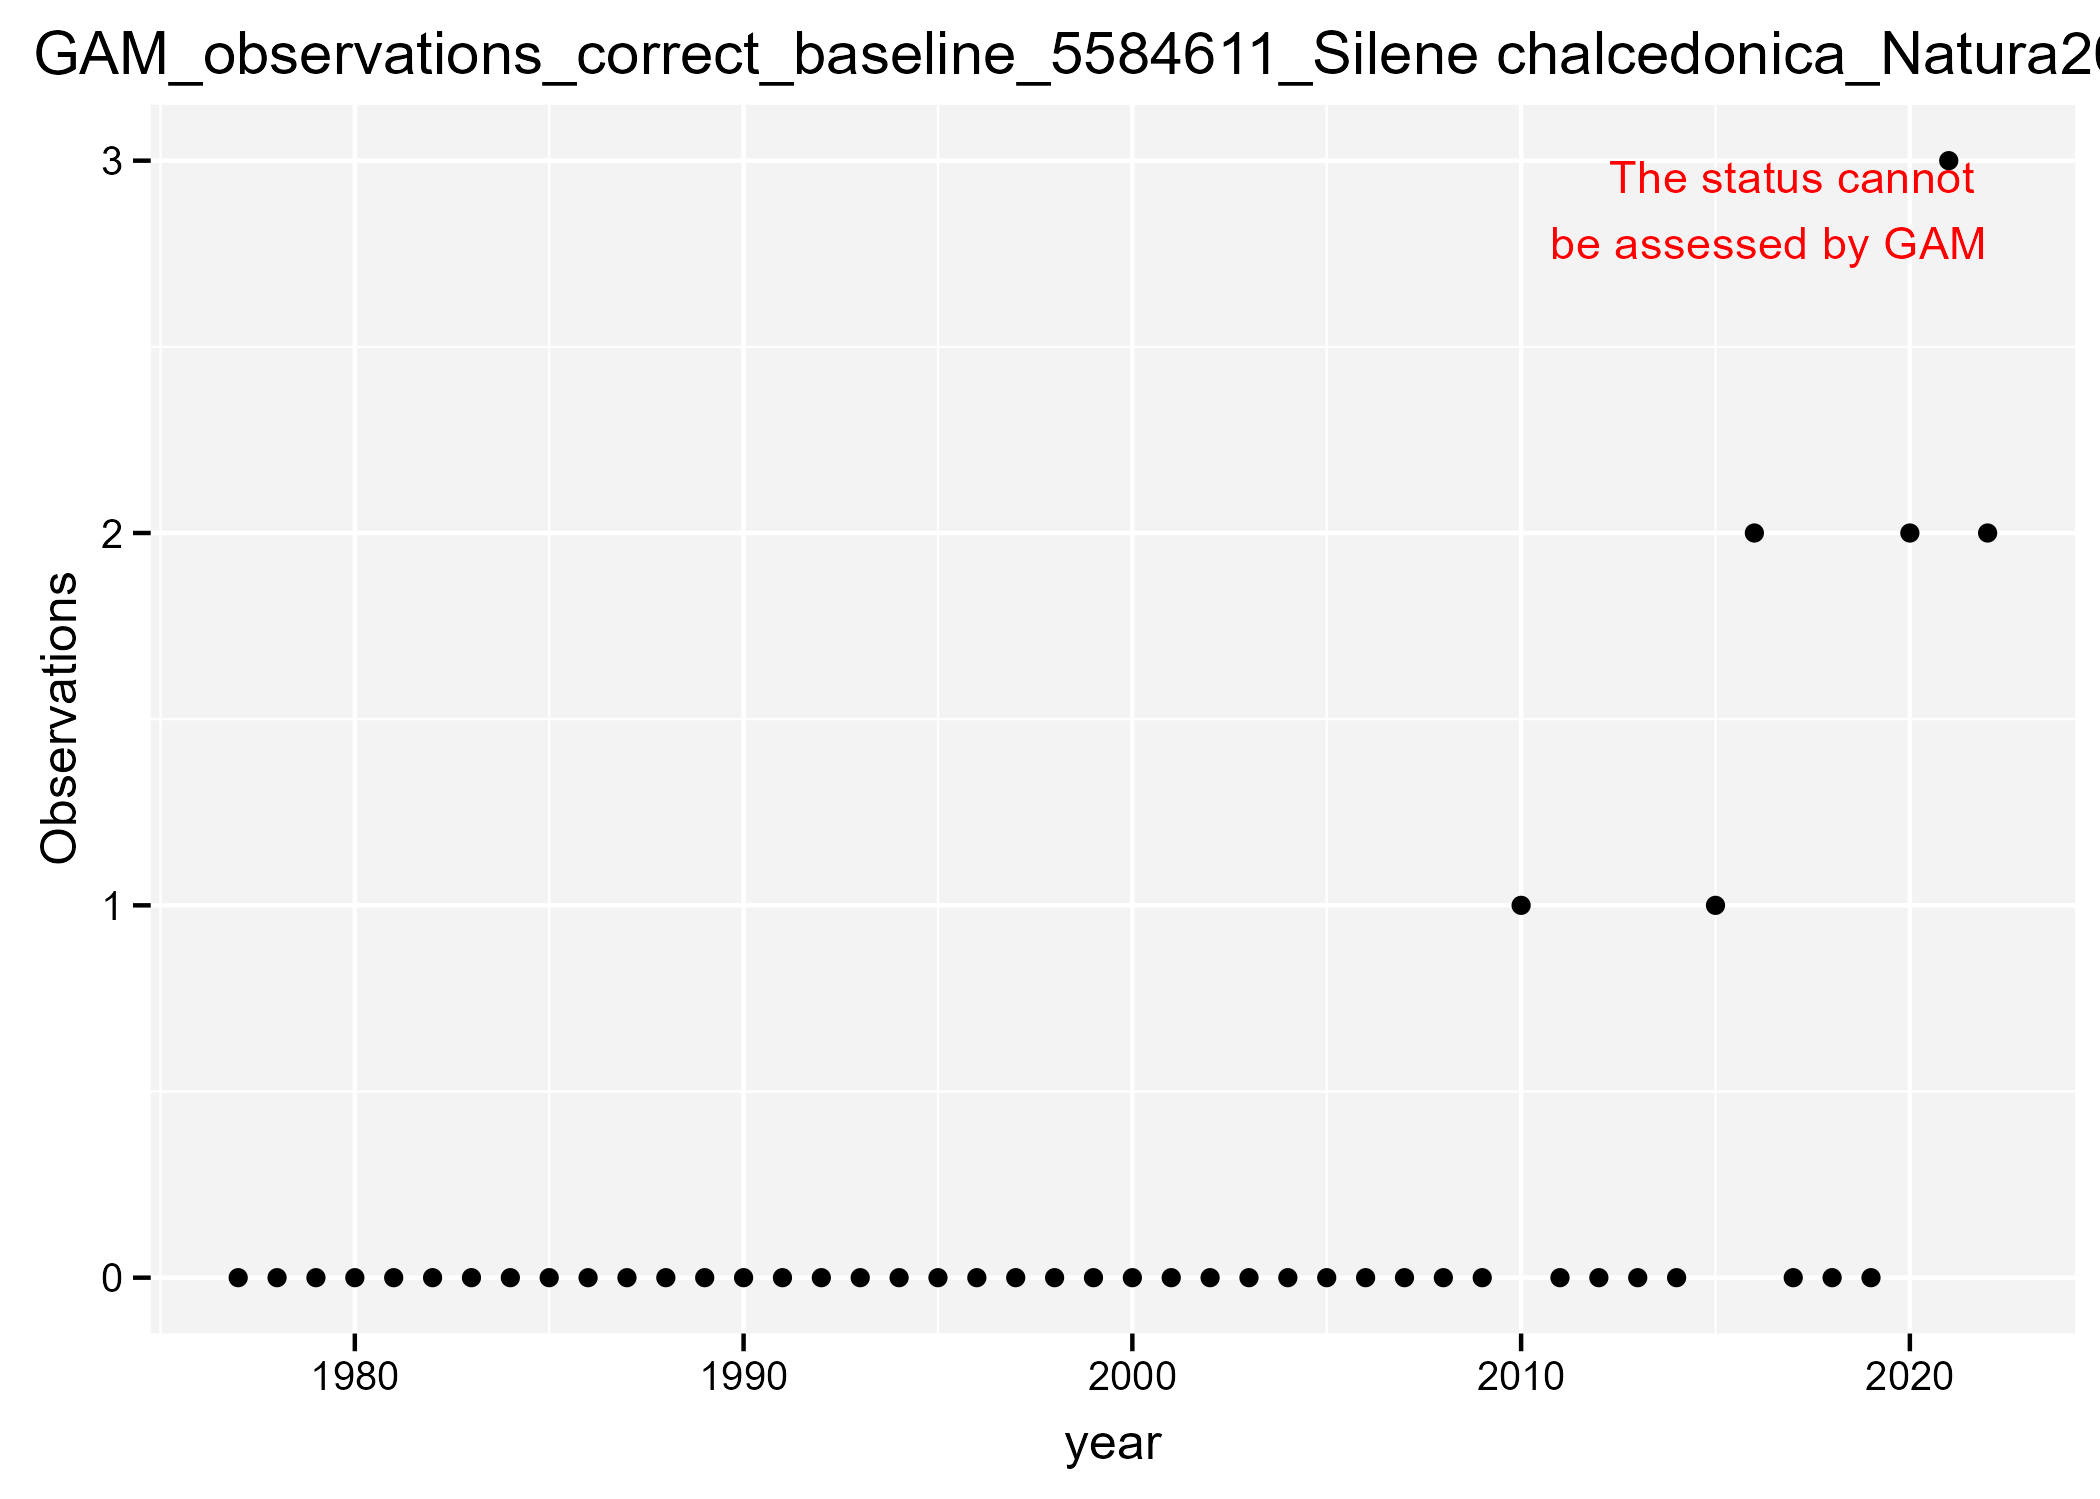 GAM_observations_correct_baseline_5584611_Silene chalcedonica_Natura20
3
The status cannot
be assessed by GAM
2
Observations
1
0
1980 1990 2000 2010 2020
year